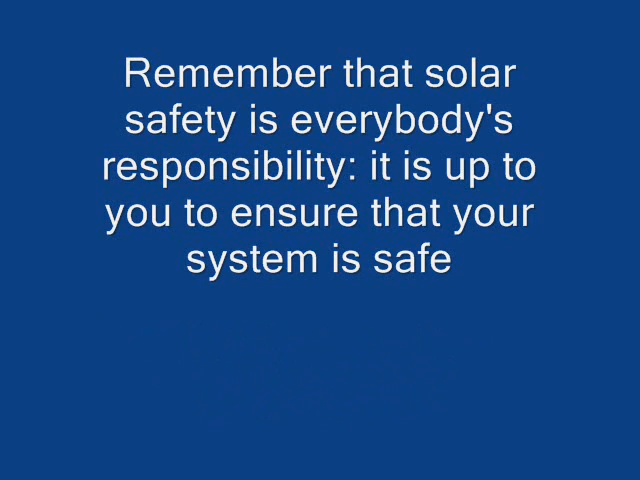 Remember that solar
safety is everybody's
responsibility: it is up to
you to ensure that your
system is safe